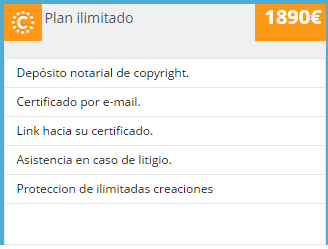 Plan ilimitado
1890€
Depósito notarial de copyright.
Certificado por e-mail.
Link hacia su certificado.
Asistencia en caso de litigio.
Proteccion de ilimitadas creaciones